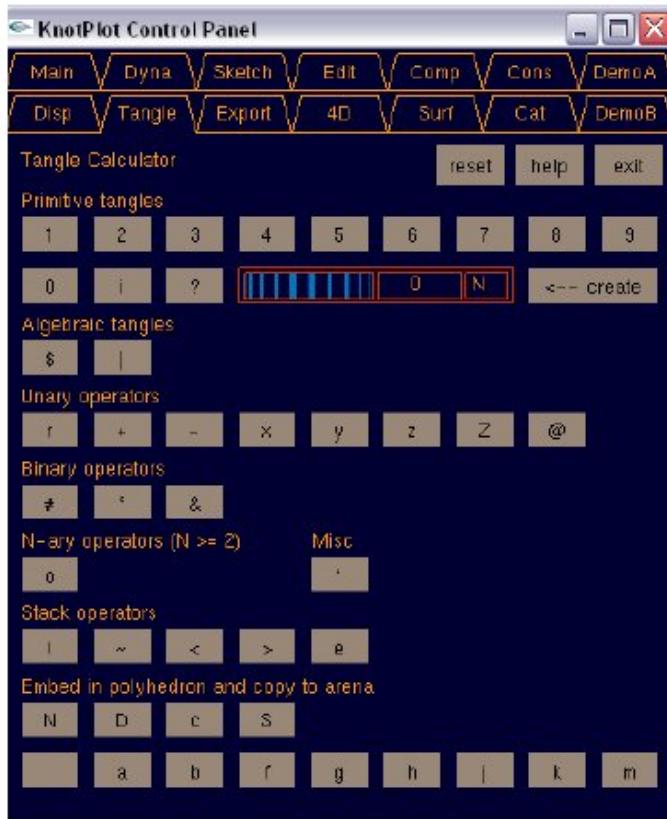 KnotPlot Control Panel
Main Dyna Sketch Edit Comp Cons DemoA
Disp Tangle Export 4D Surf Cat DemoB
Tangle Calculator reset help exit
Primitive tangles
1 2 3 4 5 6 7 8 9
0 i ? 0 N <-- create
Algebraic tangles
$ |
Unary operators
r + - x y z Z @
Binary operators
# * &
N-ary operators (N >= 2) Misc
o
Stack operators
~ < > e
Embed in polyhedron and copy to arena
N D c S
a b f g h j k m